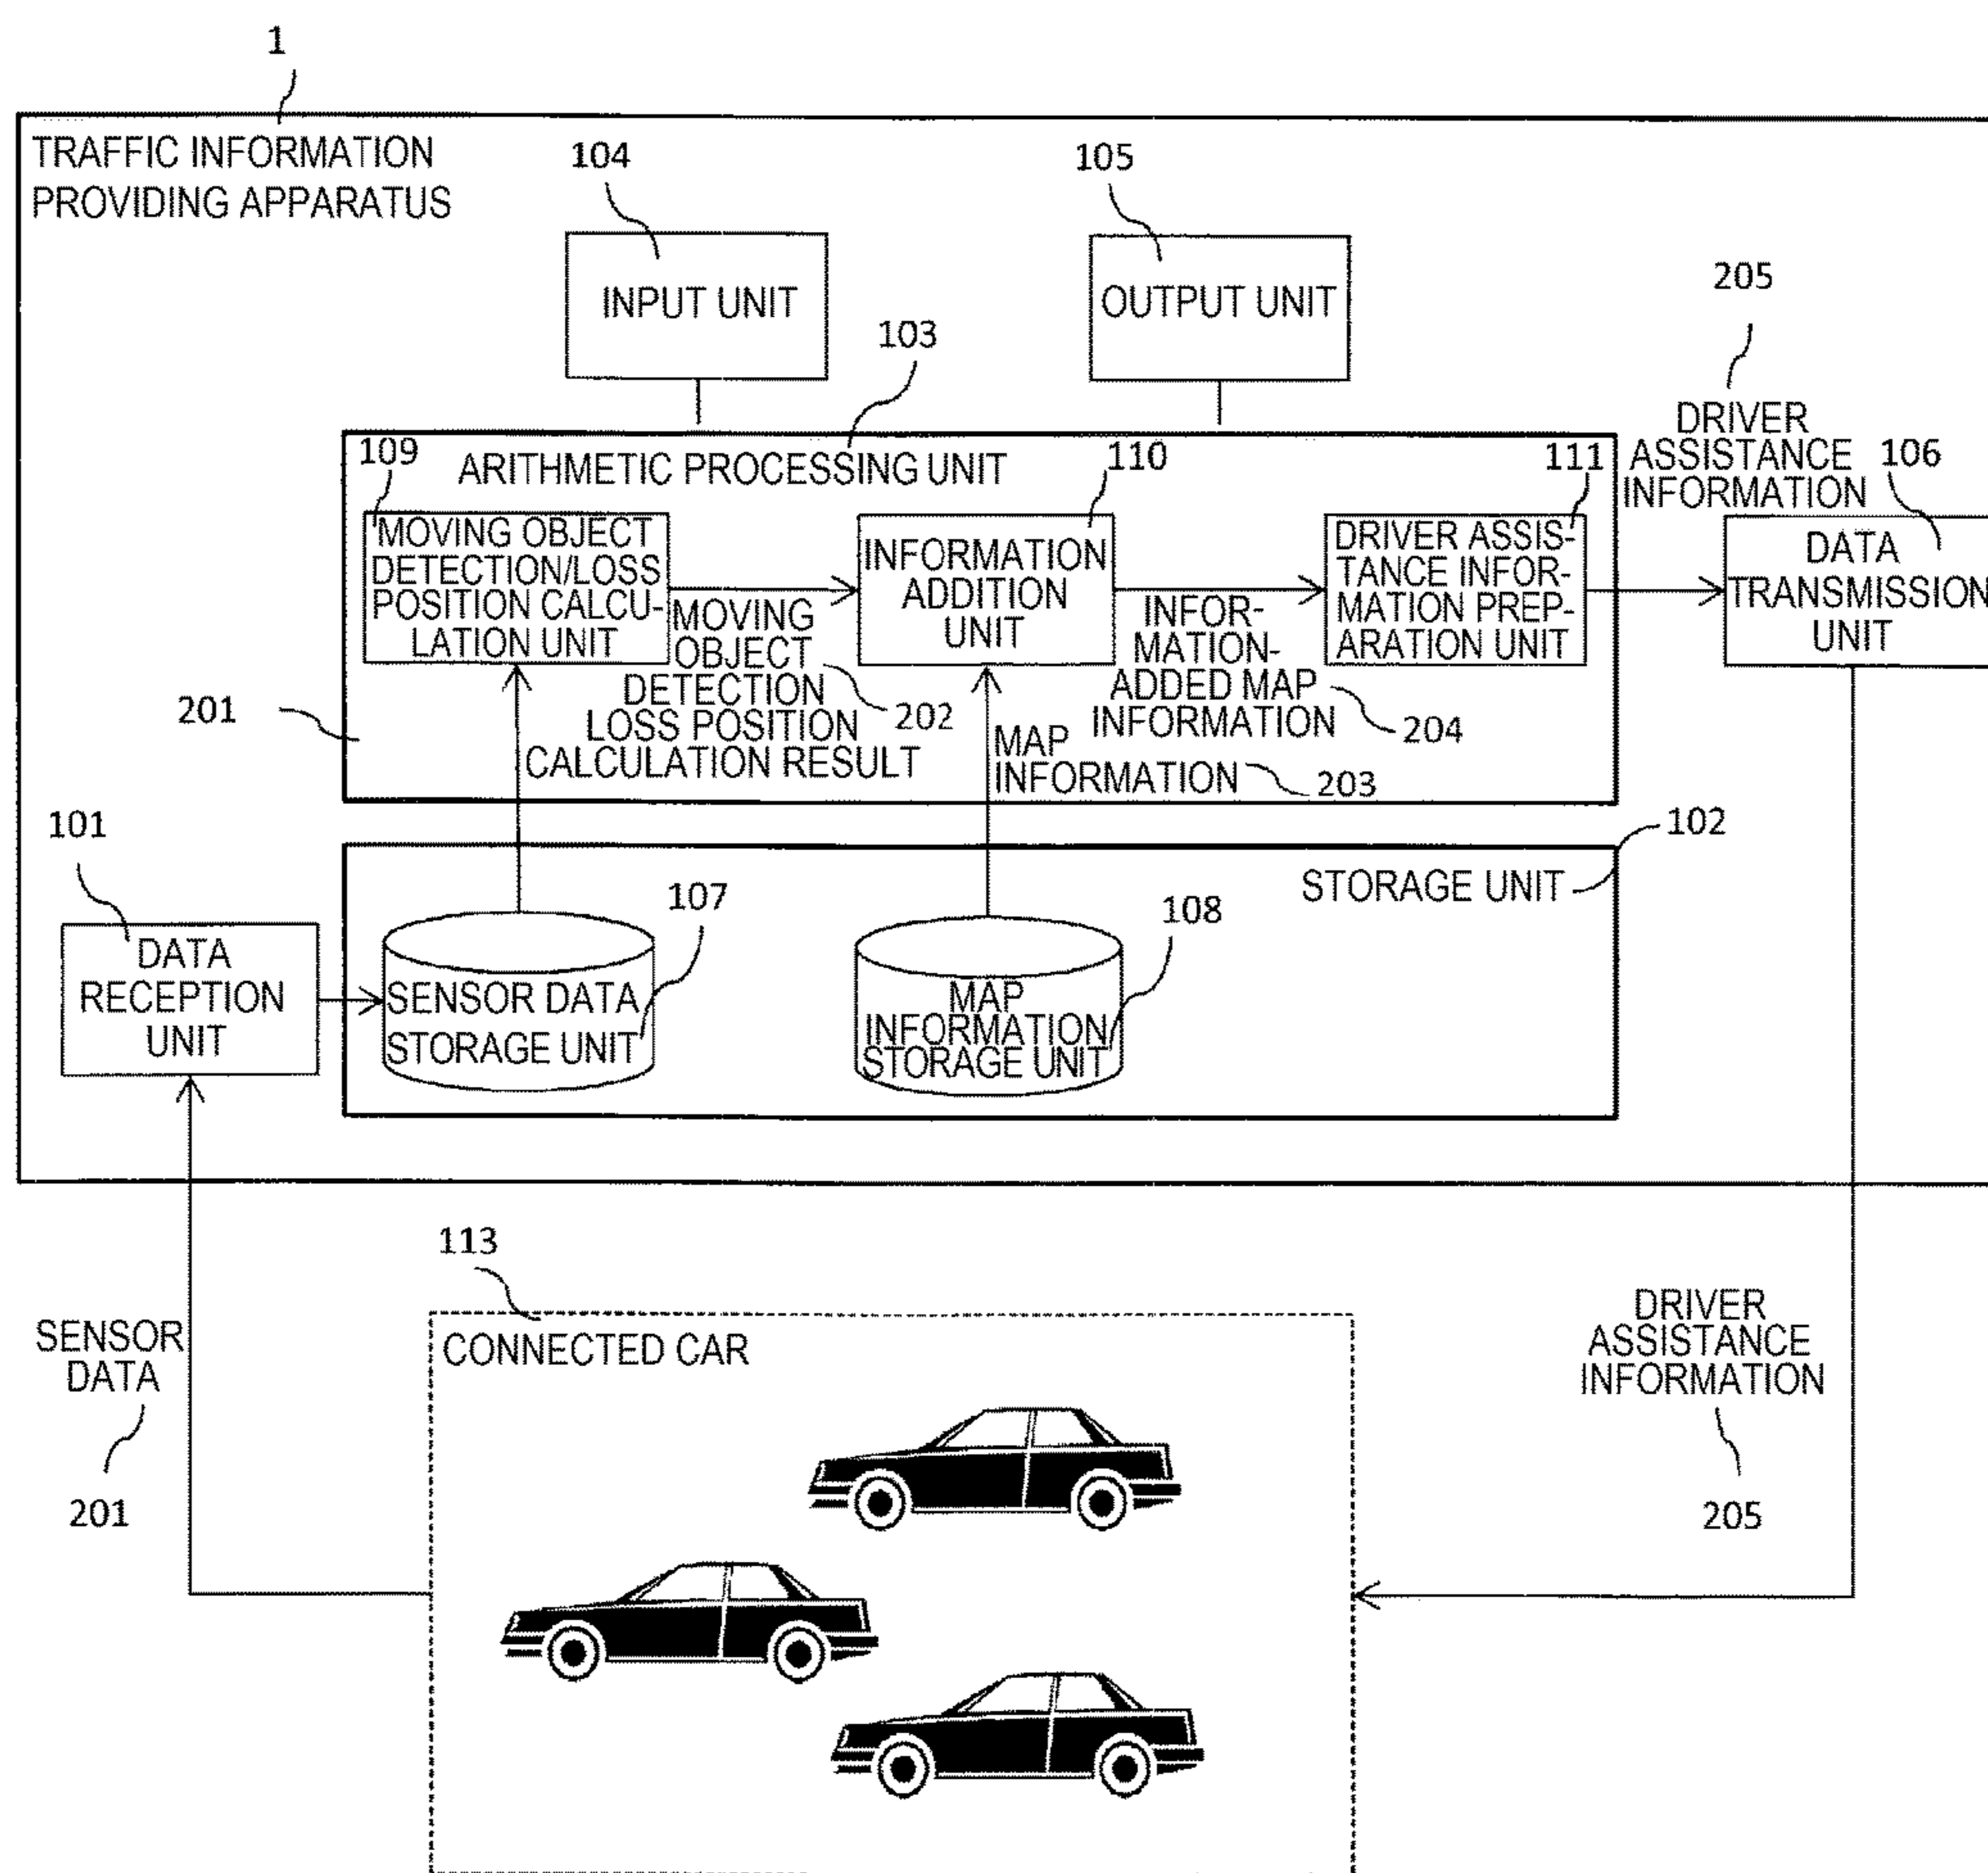 1
TRAFFIC INFORMATION
PROVIDING APPARATUS
104
INPUT UNIT
105
OUTPUT UNIT
103
205
DRIVER
ASSISTANCE
INFORMATION
106
109
ARITHMETIC PROCESSING UNIT
110
111
MOVING OBJECT
DETECTION/LOSS
POSITION CALCU-
LATION UNIT
INFORMATION
ADDITION
UNIT
DRIVER ASSIS-
TANCE INFOR-
MATION PREP-
ARATION UNIT
DATA
TRANSMISSION
UNIT
MOVING
OBJECT
DETECTION
LOSS POSITION
CALCULATION RESULT
202
INFOR-
MATION-
ADDED MAP
INFORMATION
204
201
MAP
INFORMATION
203
101
102
STORAGE UNIT
DATA
RECEPTION
UNIT
107
SENSOR DATA
STORAGE UNIT
108
MAP
INFORMATION
STORAGE UNIT
113
CONNECTED CAR
SENSOR
DATA
201
DRIVER
ASSISTANCE
INFORMATION
205